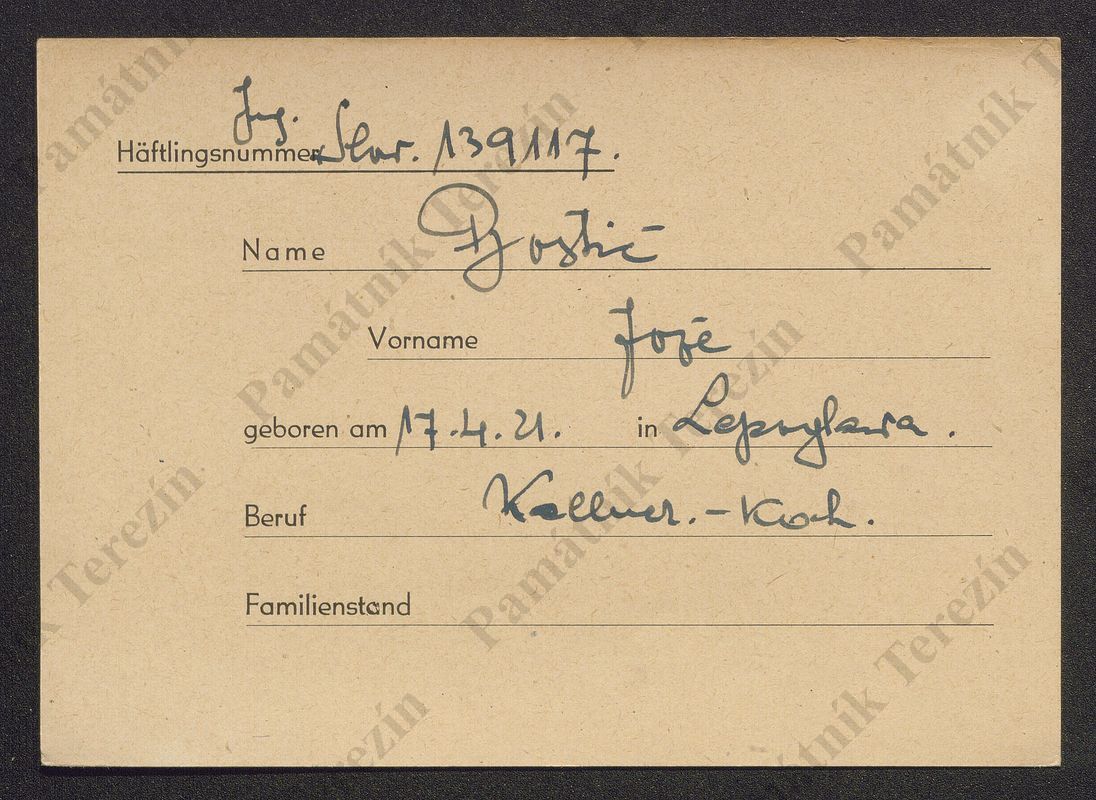 Jug.
Häftlingsnummer Slov. 139117.
Name Bostić
Vorname Jože
geboren am 17.4.21. in Lepoglava.
Beruf Kellner.-Koch.
Familienstand
Památník Terezín